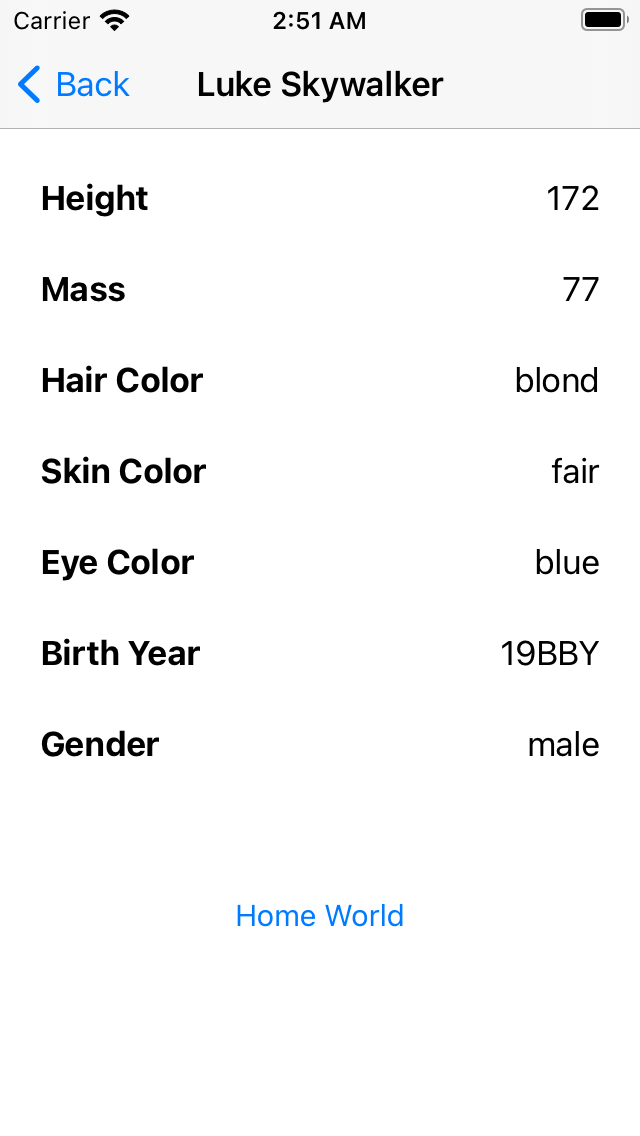 Carrier 2:51 AM
Back Luke Skywalker
Height 172
Mass 77
Hair Color blond
Skin Color fair
Eye Color blue
Birth Year 19BBY
Gender male
Home World